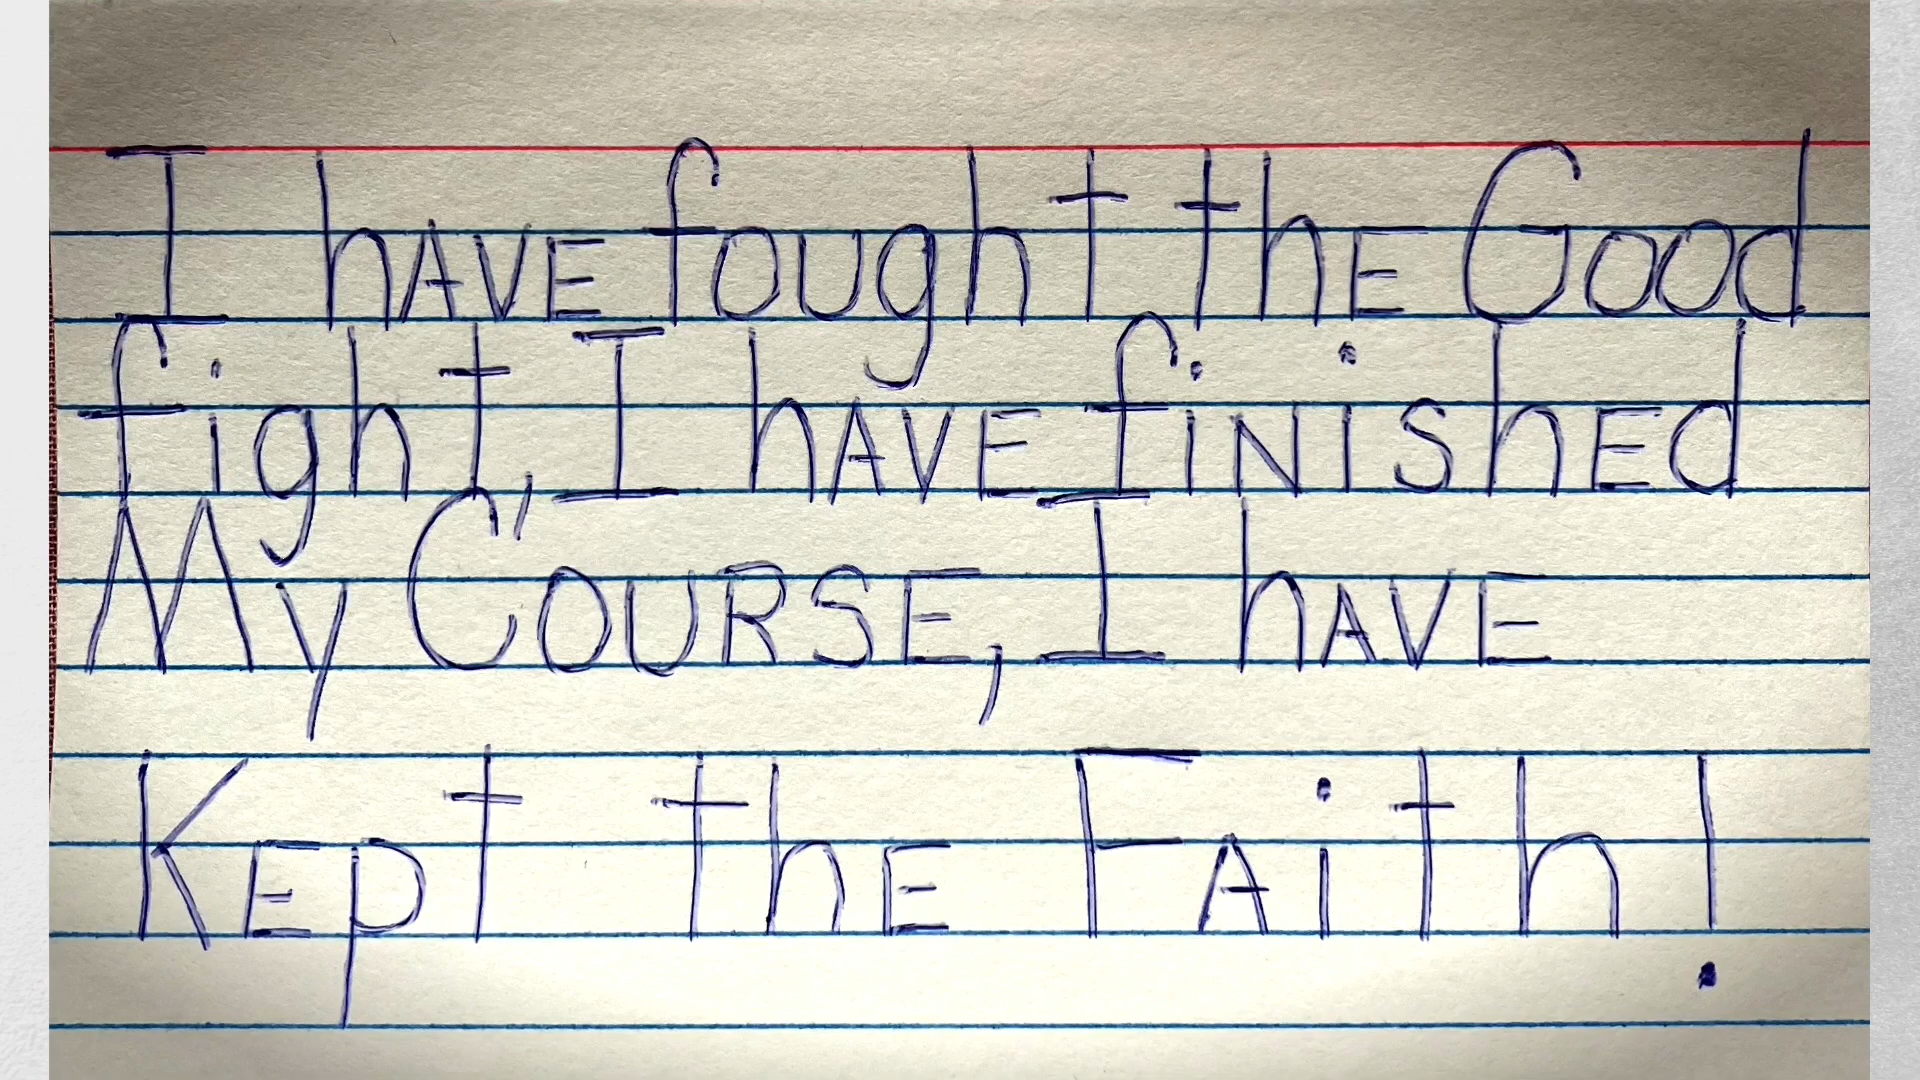 I hAVE fought thE Good
fight, I hAVE finishEd
My COURSE, I hAVE
KEpt thE FAith!